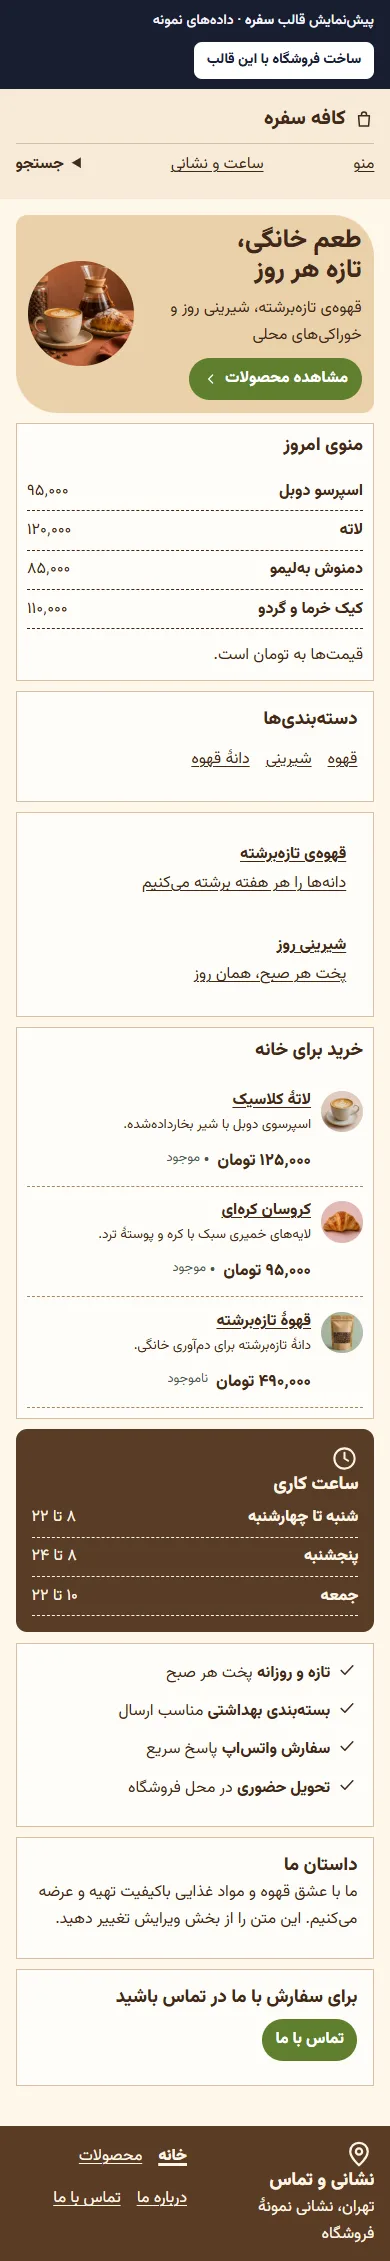 پیش‌نمایش قالب سفره · داده‌های نمونه
ساخت فروشگاه با این قالب
کافه سفره
منو
ساعت و نشانی
جستجو
طعم خانگی،
تازه هر روز
قهوه‌ی تازه‌برشته، شیرینی روز و
خوراکی‌های محلی
مشاهده محصولات
منوی امروز
اسپرسو دوبل ۹۵,۰۰۰
لاته ۱۲۰,۰۰۰
دمنوش به‌لیمو ۸۵,۰۰۰
کیک خرما و گردو ۱۱۰,۰۰۰
قیمت‌ها به تومان است.
دسته‌بندی‌ها
قهوه شیرینی دانهٔ قهوه
قهوه‌ی تازه‌برشته
دانه‌ها را هر هفته برشته می‌کنیم
شیرینی روز
پخت هر صبح، همان روز
خرید برای خانه
لاتهٔ کلاسیک
اسپرسوی دوبل با شیر بخارداده‌شده.
۱۲۵,۰۰۰ تومان • موجود
کروسان کره‌ای
لایه‌های خمیری سبک با کره و پوستهٔ ترد.
۹۵,۰۰۰ تومان • موجود
قهوهٔ تازه‌برشته
دانهٔ تازه‌برشته برای دم‌آوری خانگی.
۴۹۰,۰۰۰ تومان ناموجود
ساعت کاری
شنبه تا چهارشنبه ۸ تا ۲۲
پنجشنبه ۸ تا ۲۴
جمعه ۱۰ تا ۲۲
تازه و روزانه پخت هر صبح
بسته‌بندی بهداشتی مناسب ارسال
سفارش واتس‌اپ پاسخ سریع
تحویل حضوری در محل فروشگاه
داستان ما
ما با عشق قهوه و مواد غذایی باکیفیت تهیه و عرضه
می‌کنیم. این متن را از بخش ویرایش تغییر دهید.
برای سفارش با ما در تماس باشید
تماس با ما
نشانی و تماس
تهران، نشانی نمونهٔ
فروشگاه
خانه محصولات
درباره ما تماس با ما